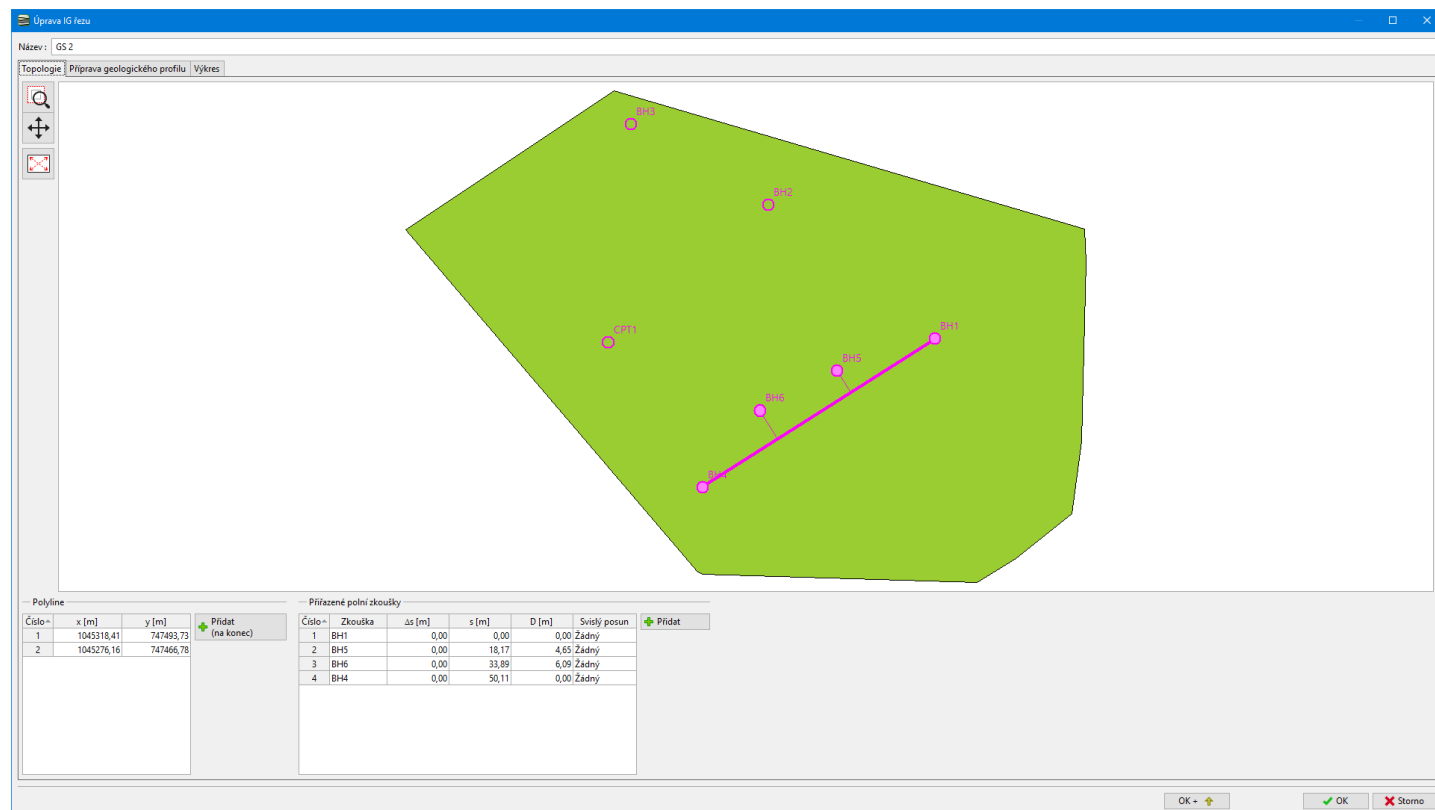 Úprava IG řezu
Název : GS 2
Topologie Příprava geologického profilu Výkres
BH3
BH2
CPT1
BH1
BH5
BH6
BH4
Polyline
Číslo x [m] y [m]
1 1045318,41 747493,73
2 1045276,16 747466,78
Přidat
(na konec)
Přiřazené polní zkoušky
Číslo Zkouška Δs [m] s [m] D [m] Svislý posun
1 BH1 0,00 0,00 0,00 Žádný
2 BH5 0,00 18,17 4,65 Žádný
3 BH6 0,00 33,89 6,09 Žádný
4 BH4 0,00 50,11 0,00 Žádný
Přidat
OK + OK Storno